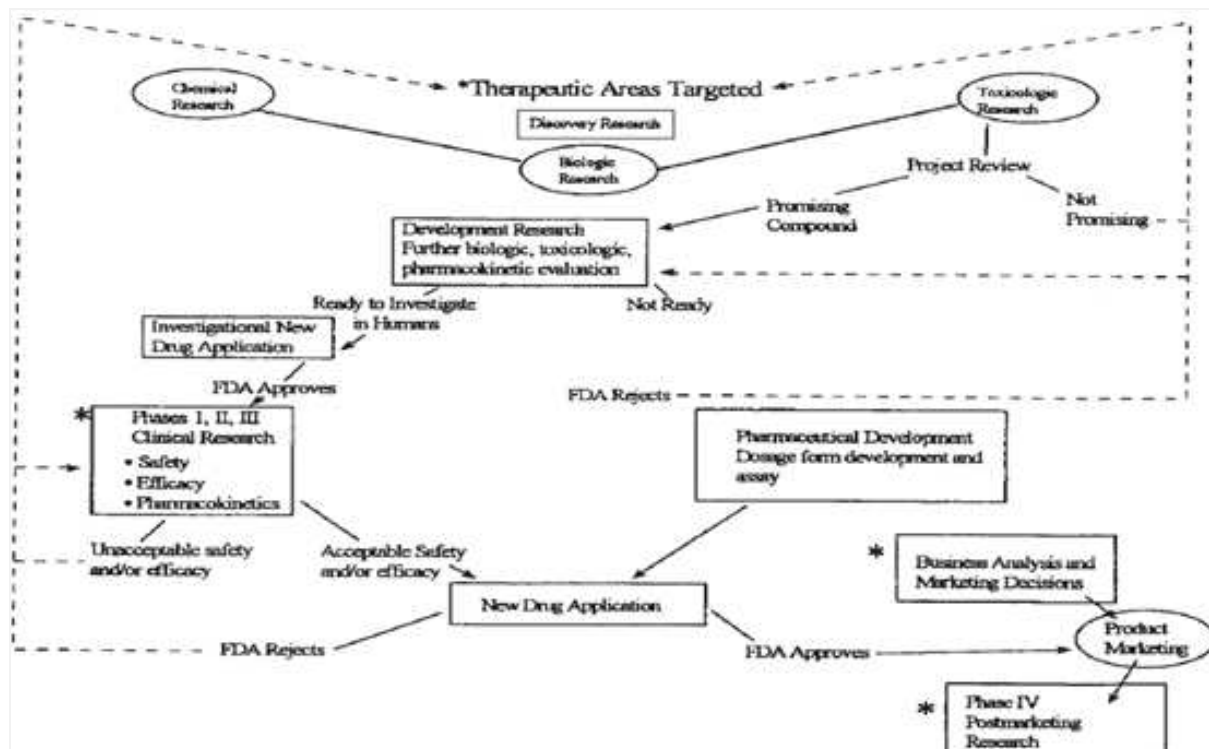 *Therapeutic Areas Targeted
Chemical
Research
Toxicologic
Research
Discovery Research
Biologic
Research
Project Review
Promising
Compound
Not
Promising
Development Research
Further biologic, toxicologic,
pharmacokinetic evaluation
Ready to Investigate
in Humans
Not Ready
Investigational New
Drug Application
FDA Approves
FDA Rejects
*
Phases I, II, III
Clinical Research
• Safety
• Efficacy
• Pharmacokinetics
Pharmaceutical Development
Dosage form development and
assay
Unacceptable safety
and/or efficacy
Acceptable Safety
and/or efficacy
*
Business Analysis and
Marketing Decisions
New Drug Application
FDA Rejects
FDA Approves
Product
Marketing
*
Phase IV
Postmarketing
Research